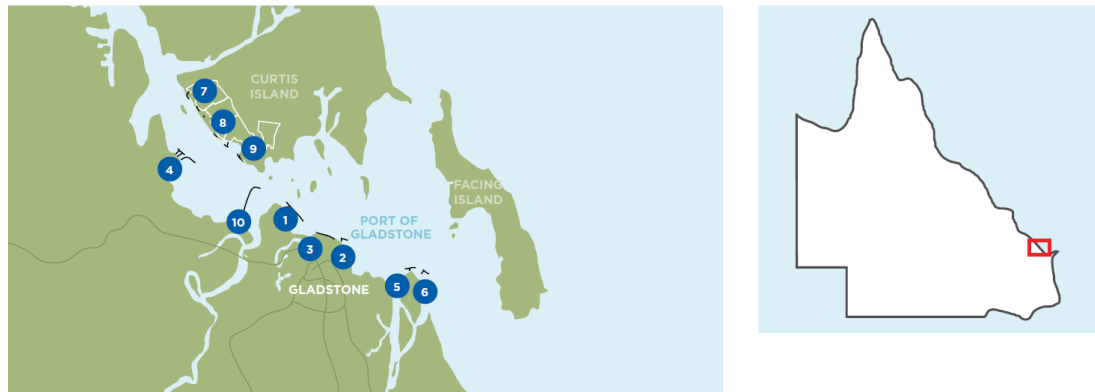 CURTIS
ISLAND
7
8
9
4
FACING
ISLAND
10
1
PORT OF
GLADSTONE
3
2
GLADSTONE
5
6